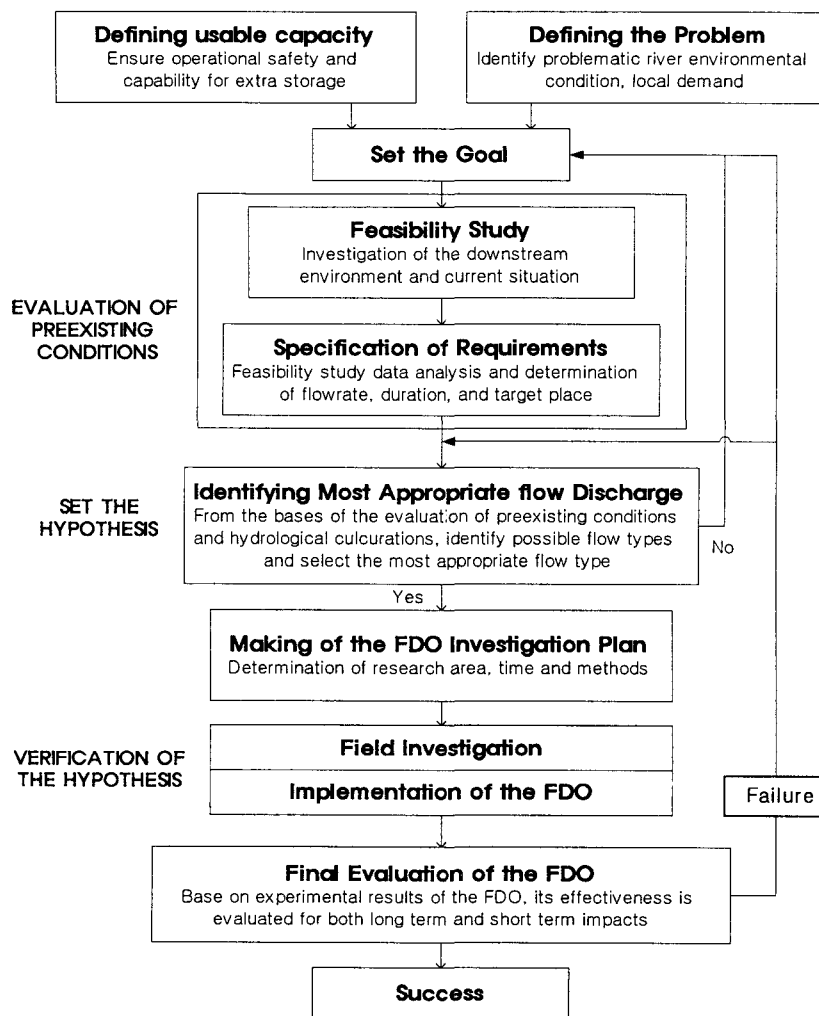 Defining usable capacity
Ensure operational safety and
capability for extra storage
Defining the Problem
Identify problematic river environmental
condition, local demand
Set the Goal
EVALUATION OF
PREEXISTING
CONDITIONS
Feasibility Study
Investigation of the downstream
environment and current situation
Specification of Requirements
Feasibility study data analysis and determination
of flowrate, duration, and target place
SET THE
HYPOTHESIS
Identifying Most Appropriate flow Discharge
From the bases of the evaluation of preexisting conditions
and hydrological culcurations, identify possible flow types
and select the most appropriate flow type
No
Yes
Making of the FDO Investigation Plan
Determination of research area, time and methods
VERIFICATION OF
THE HYPOTHESIS
Field Investigation
Implementation of the FDO
Failure
Final Evaluation of the FDO
Base on experimental results of the FDO, its effectiveness is
evaluated for both long term and short term impacts
Success